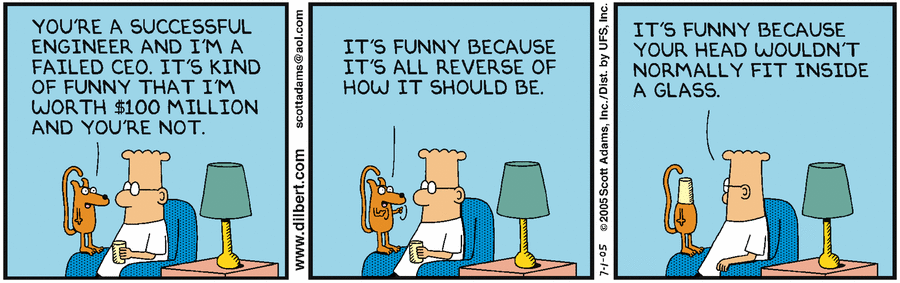 YOU'RE A SUCCESSFUL
ENGINEER AND I'M A
FAILED CEO. IT'S KIND
OF FUNNY THAT I'M
WORTH $100 MILLION
AND YOU'RE NOT.
www.dilbert.com scottadams@aol.com
IT'S FUNNY BECAUSE
IT'S ALL REVERSE OF
HOW IT SHOULD BE.
7-1-05 ©2005 Scott Adams, Inc./Dist. by UFS, Inc.
IT'S FUNNY BECAUSE
YOUR HEAD WOULDN'T
NORMALLY FIT INSIDE
A GLASS.